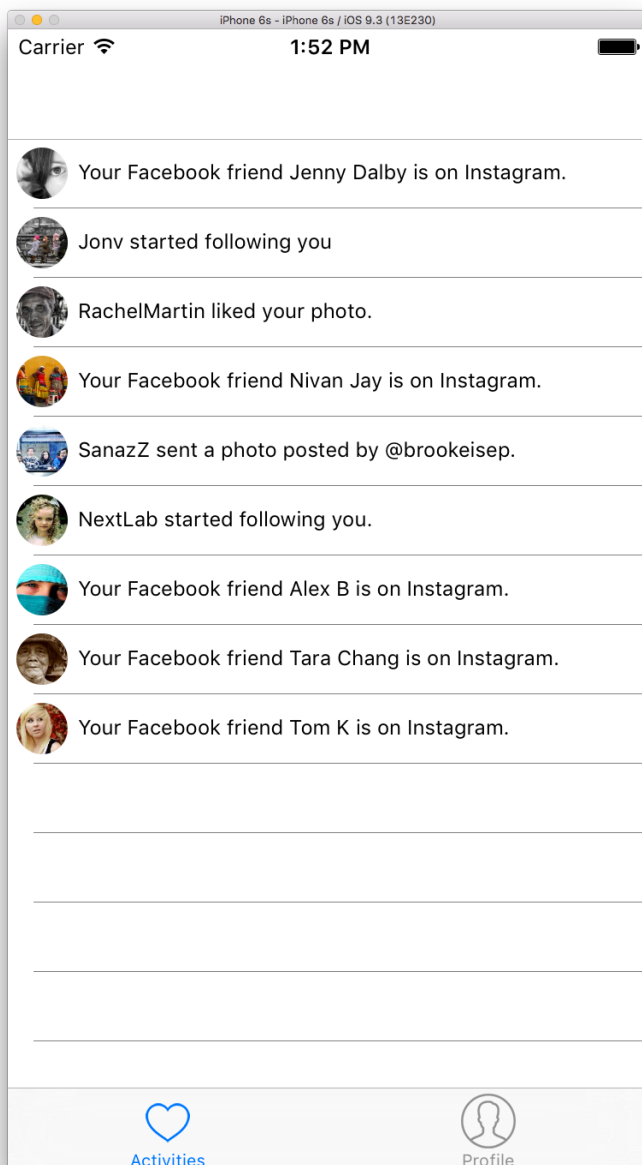 iPhone 6s - iPhone 6s / iOS 9.3 (13E230)
Carrier 1:52 PM
Your Facebook friend Jenny Dalby is on Instagram.
Jonv started following you
RachelMartin liked your photo.
Your Facebook friend Nivan Jay is on Instagram.
SanazZ sent a photo posted by @brookeisep.
NextLab started following you.
Your Facebook friend Alex B is on Instagram.
Your Facebook friend Tara Chang is on Instagram.
Your Facebook friend Tom K is on Instagram.
Activities Profile